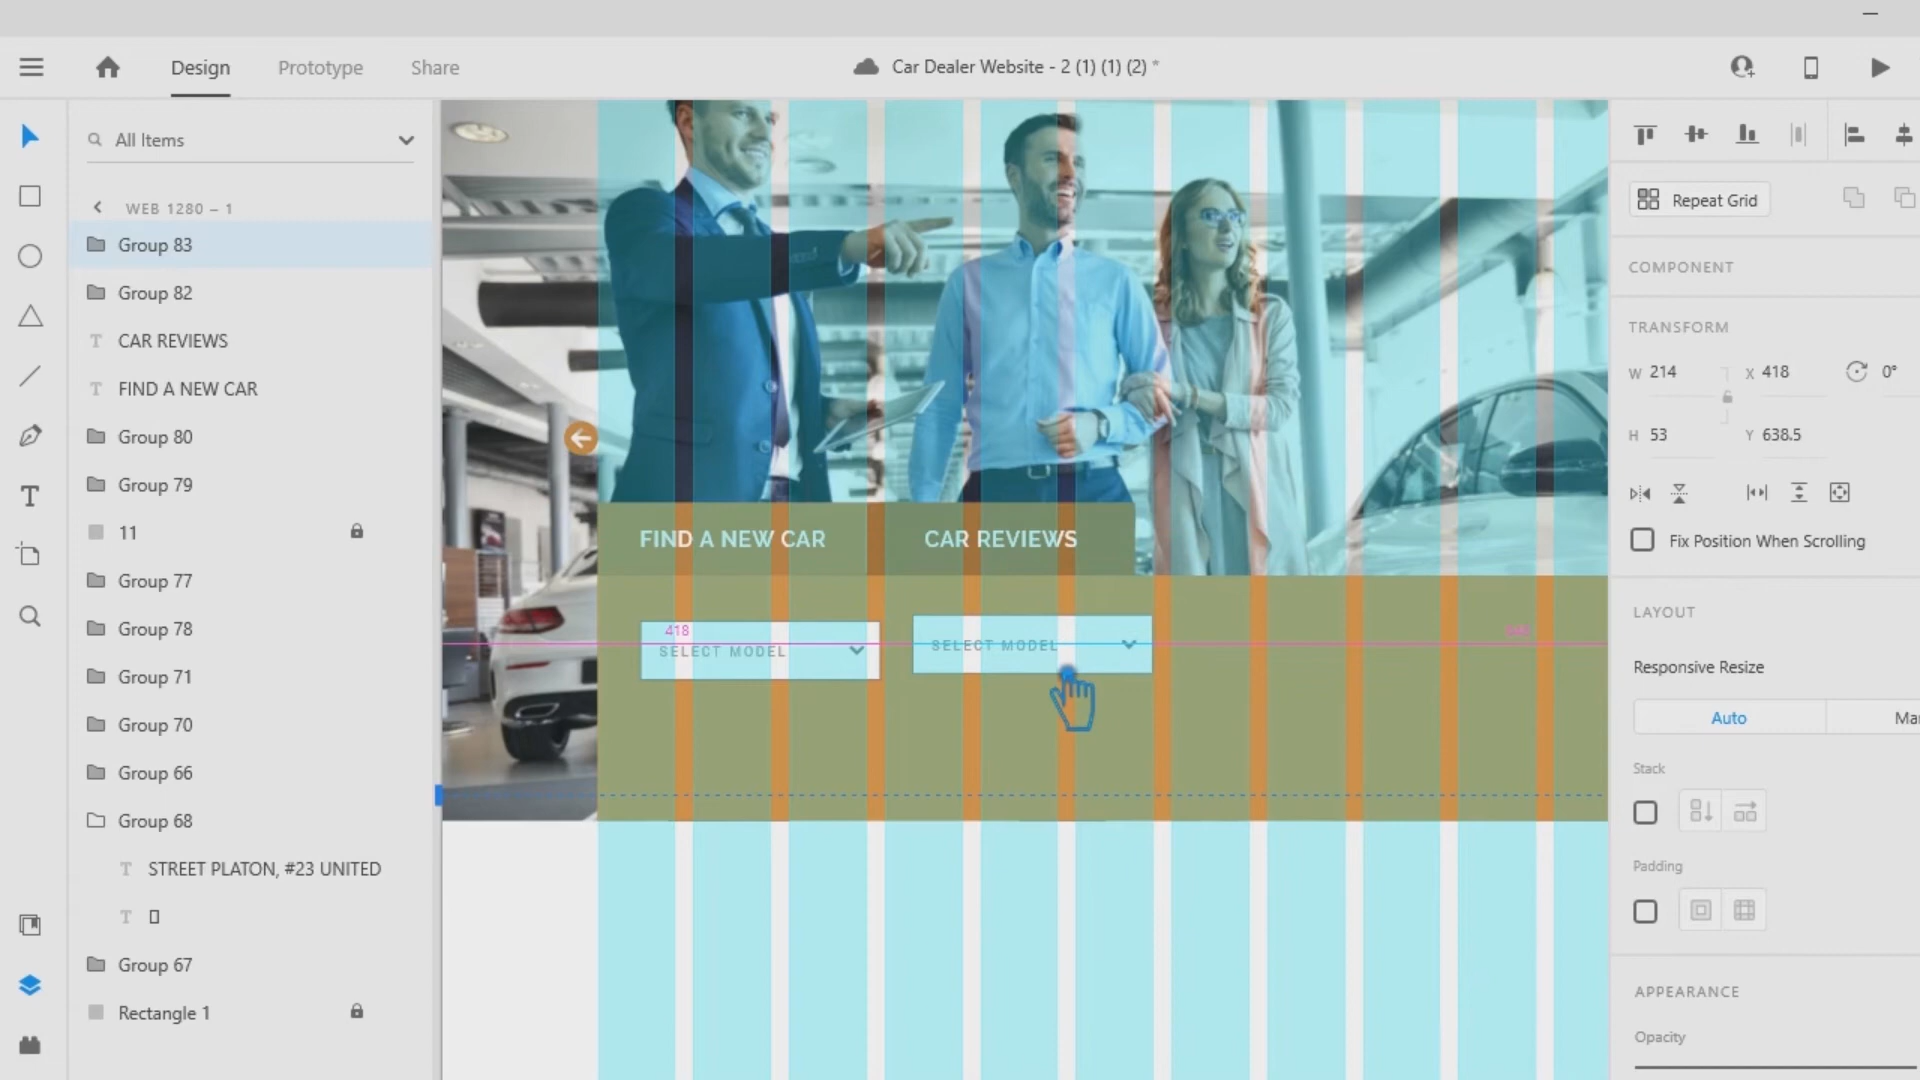 Design
Prototype
Share
Car Dealer Website - 2 (1) (1) (2) *
All Items
WEB 1280 – 1
Group 83
Group 82
T CAR REVIEWS
T FIND A NEW CAR
Group 80
Group 79
11
Group 77
Group 78
Group 71
Group 70
Group 66
Group 68
T STREET PLATON, #23 UNITED
T
Group 67
Rectangle 1
FIND A NEW CAR
CAR REVIEWS
418
SELECT MODEL
SELECT MODEL
Repeat Grid
COMPONENT
TRANSFORM
W 214
X 418
0°
H 53
Y 638.5
Fix Position When Scrolling
LAYOUT
Responsive Resize
Auto
Ma
Stack
Padding
APPEARANCE
Opacity